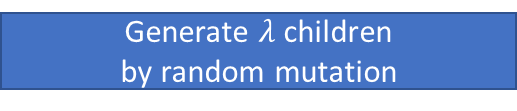 Generate 𝜆 children
by random mutation